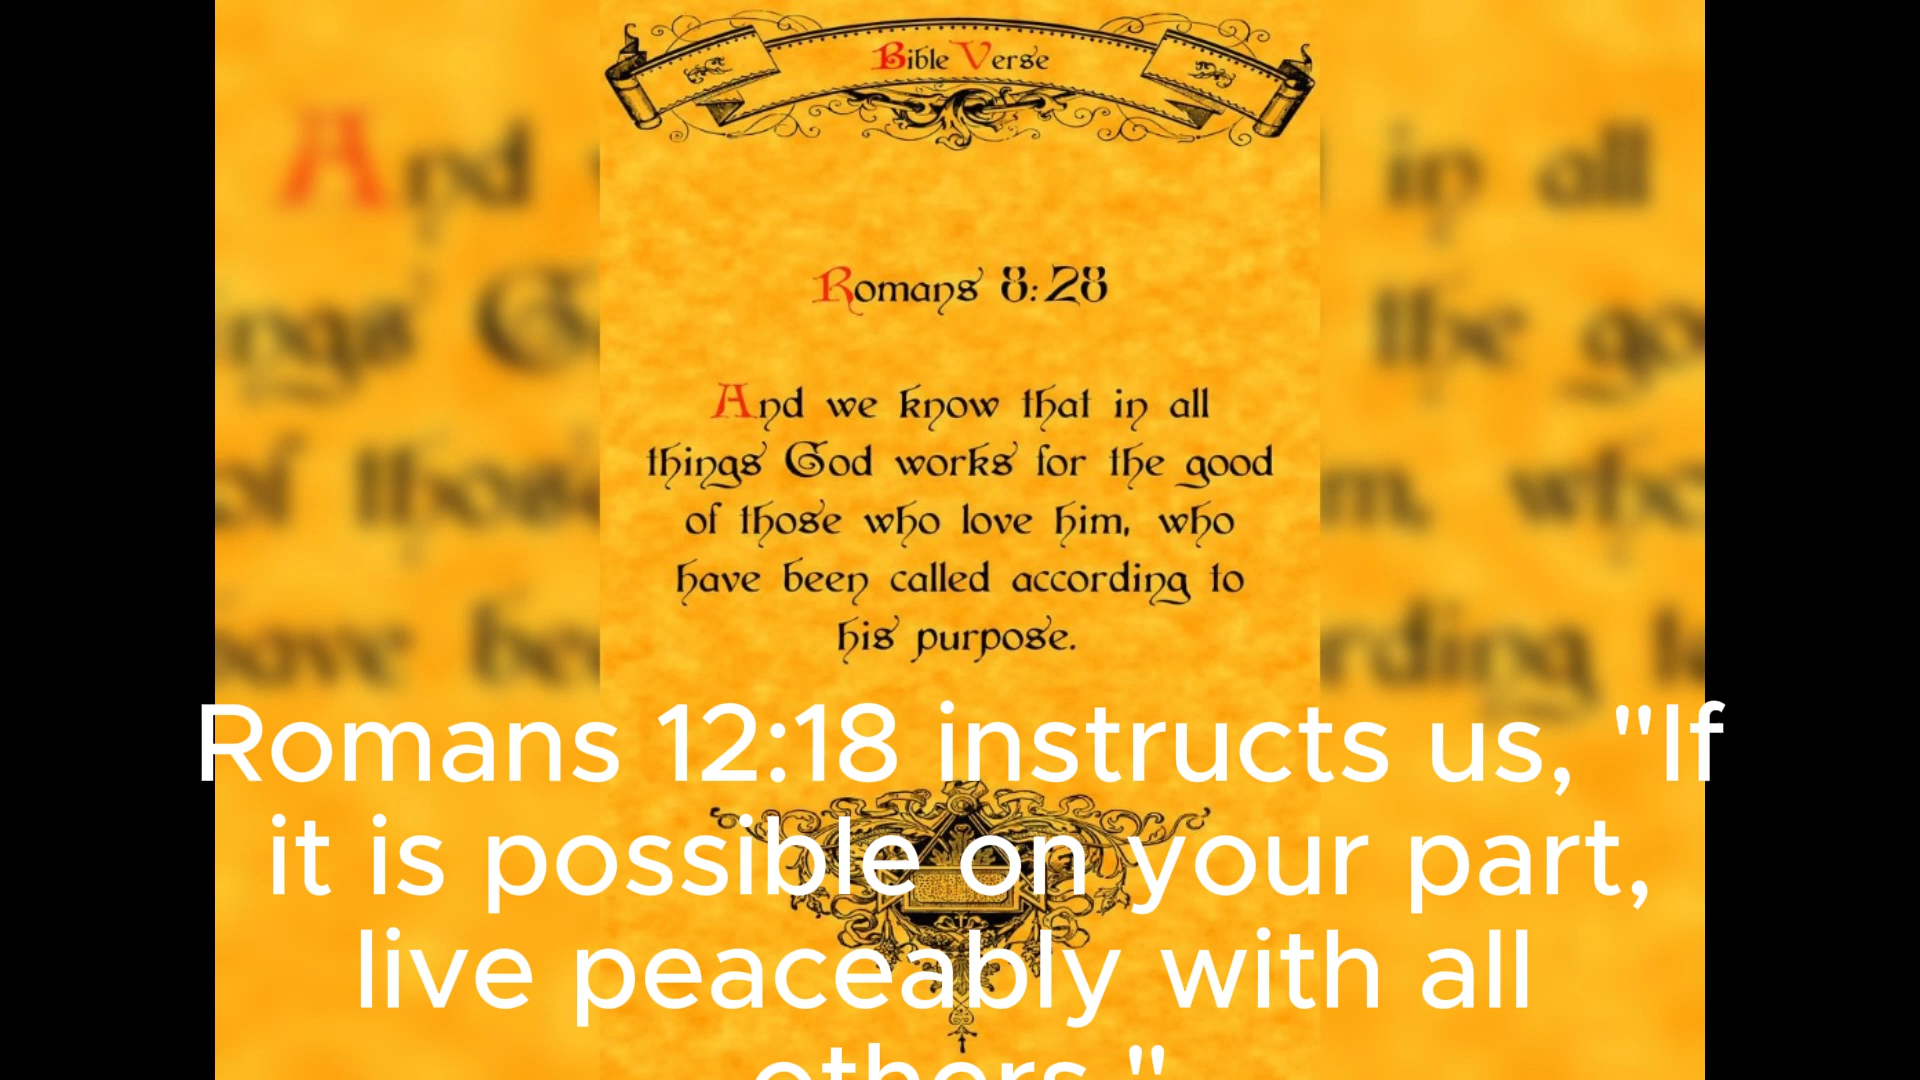 Bible Verse
Romans 8:28
And we know that in all
things God works for the good
of those who love him, who
have been called according to
his purpose.
Romans 12:18 instructs us, "If
it is possible on your part,
live peaceably with all
others."